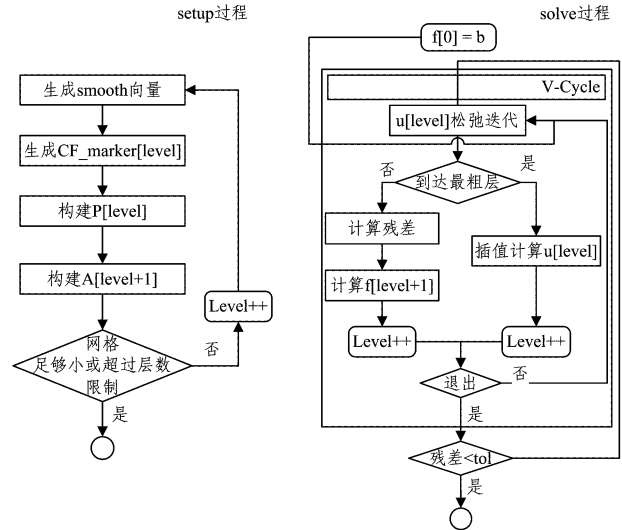 setup过程
生成smooth向量
生成CF_marker[level]
构建P[level]
构建A[level+1]
Level++
网格
足够小或超过层数
限制
否
是
solve过程
f[0] = b
V-Cycle
u[level]松弛迭代
否
是
到达最粗层
计算残差
插值计算u[level]
计算f[level+1]
Level++
Level++
退出
否
是
残差<tol
是